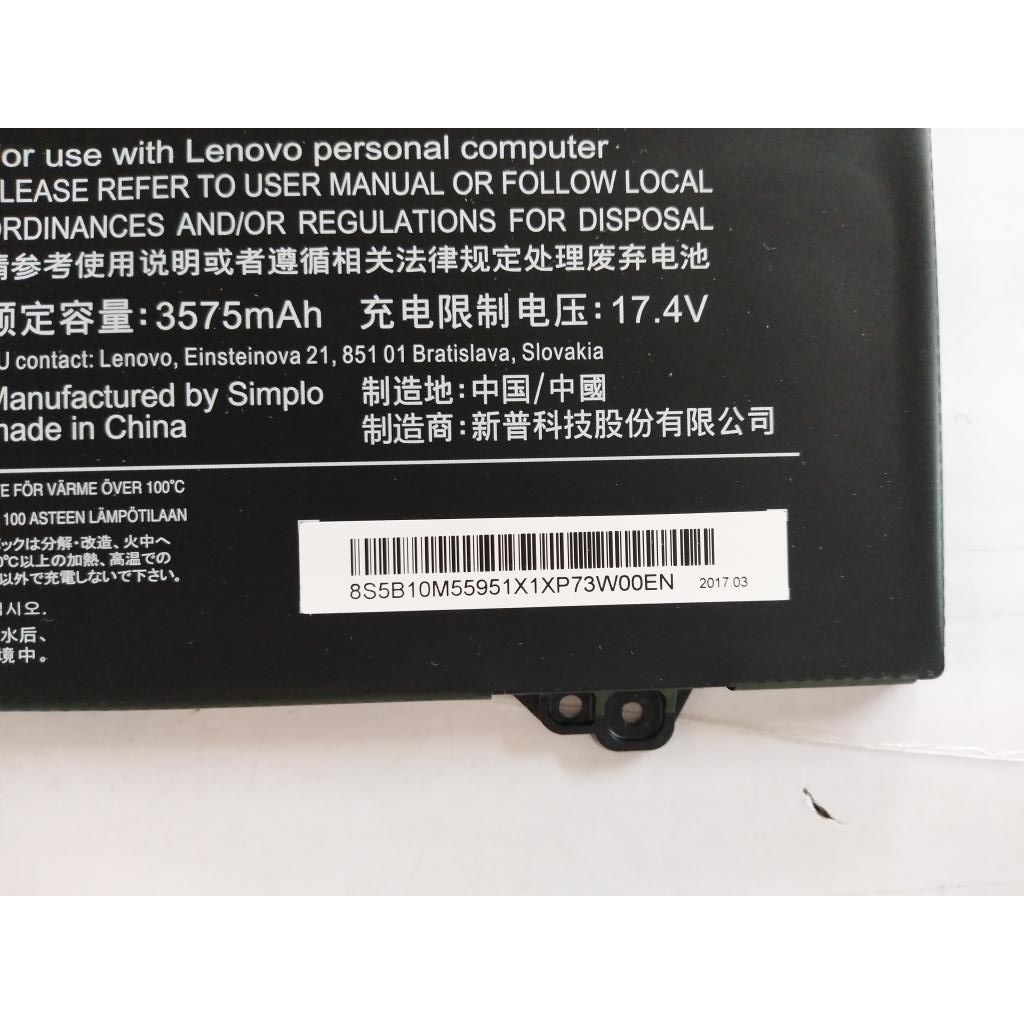 or use with Lenovo personal computer
LEASE REFER TO USER MANUAL OR FOLLOW LOCAL
ORDINANCES AND/OR REGULATIONS FOR DISPOSAL
请参考使用说明或者遵循相关法律规定处理废弃电池
额定容量:3575mAh 充电限制电压:17.4V
U contact: Lenovo, Einsteinova 21, 851 01 Bratislava, Slovakia
Manufactured by Simplo 制造地:中国/中國
made in China 制造商:新普科技股份有限公司
E FÖR VÄRME ÖVER 100°C
100 ASTEEN LÄMPÖTILAAN
ックは分解・改造、火中へ
0℃以上の加熱、高温での
以外で充電しないで下さい。
십시오.
水后、
境中。
8S5B10M55951X1XP73W00EN 2017.03